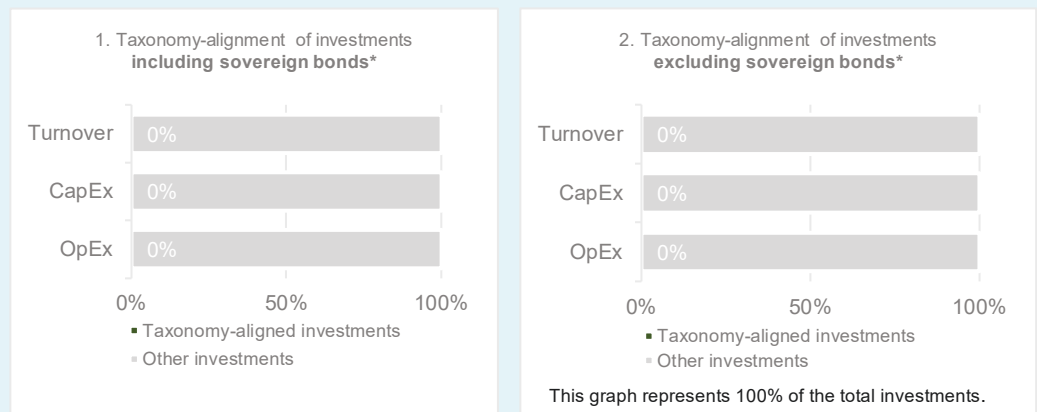 1. Taxonomy-alignment of investments
including sovereign bonds*
Turnover
0%
CapEx
0%
OpEx
0%
0%
50%
100%
Taxonomy-aligned investments
Other investments
2. Taxonomy-alignment of investments
excluding sovereign bonds*
Turnover
0%
CapEx
0%
OpEx
0%
0%
50%
100%
Taxonomy-aligned investments
Other investments
This graph represents 100% of the total investments.